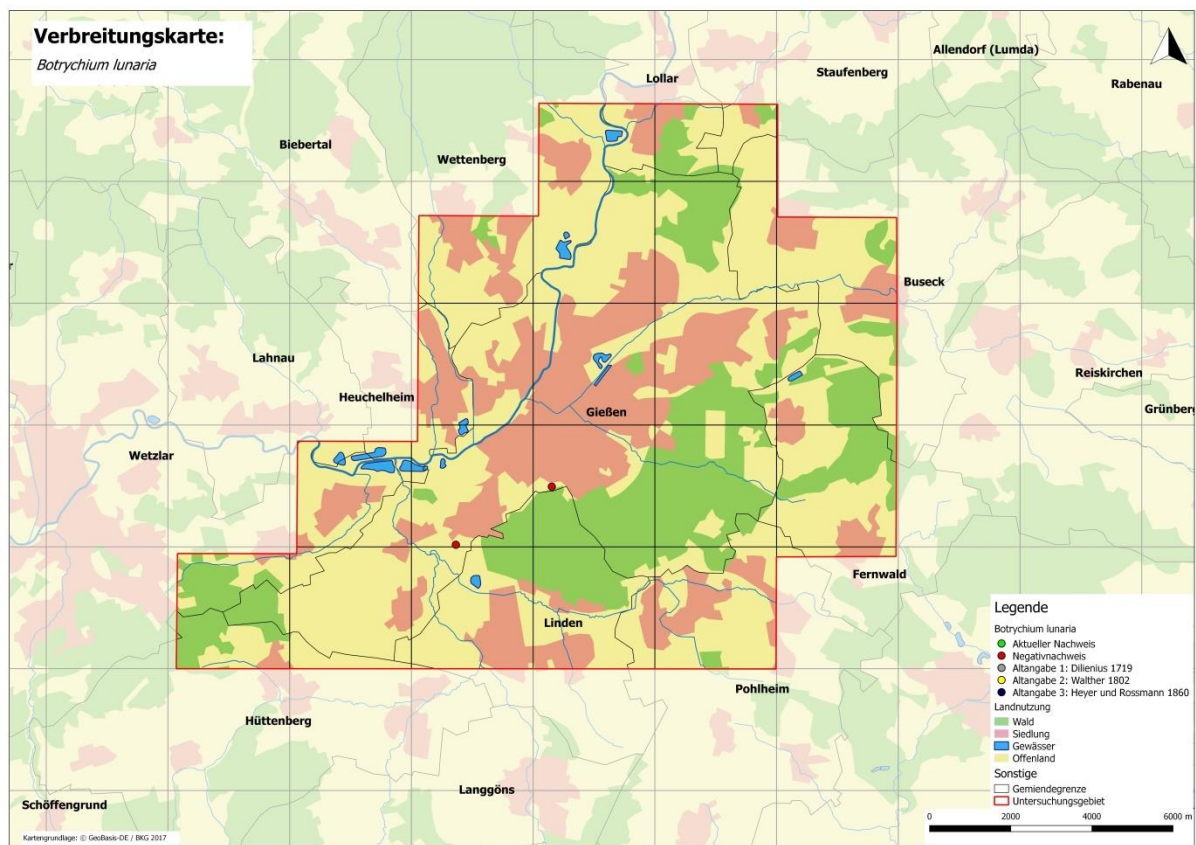 Verbreitungskarte:
Botrychium lunaria
Allendorf (Lumda)
Staufenberg
Lollar
Rabenau
Biebertal
Wettenberg
Buseck
Lahnau
Reiskirchen
Heuchelheim
Grünberg
Gießen
Wetzlar
Fernwald
Linden
Pohlheim
Hüttenberg
Langgöns
Schöffengrund
Legende
Botrychium lunaria
Aktueller Nachweis
Negativnachweis
Altangabe 1: Dillenius 1719
Altangabe 2: Walther 1802
Altangabe 3: Heyer und Rossmann 1860
Landnutzung
Wald
Siedlung
Gewässer
Offenland
Sonstige
Gemiendegrenze
Untersuchungsgebiet
0 2000 4000 6000 m
Kartengrundlage: © GeoBasis-DE / BKG 2017